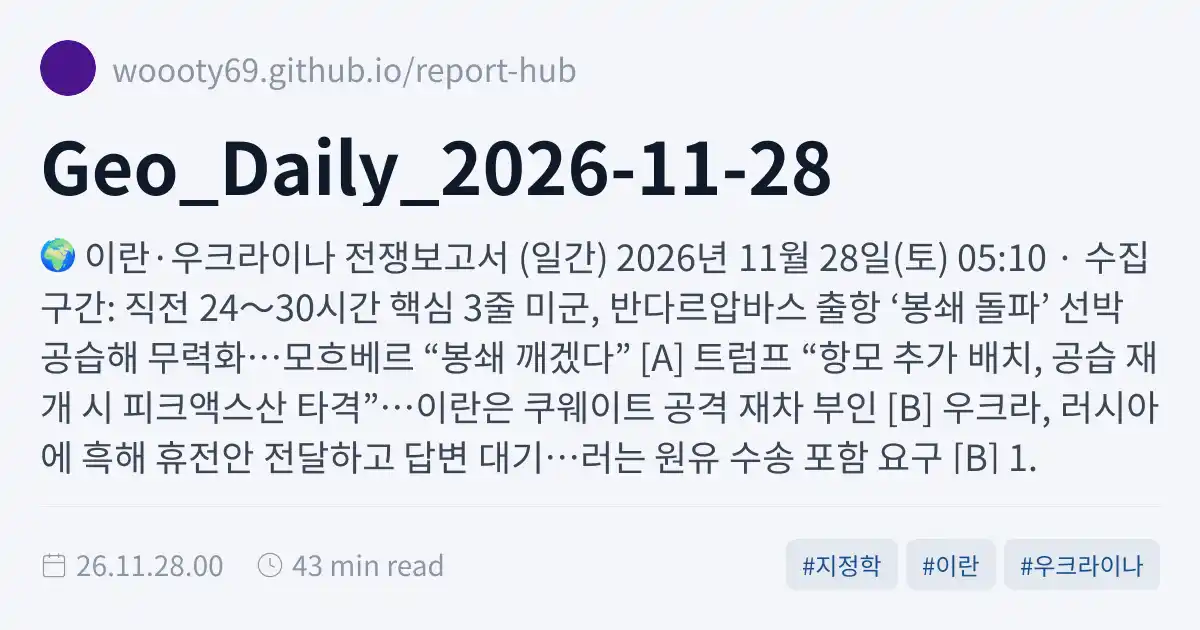 woooty69.github.io/report-hub
Geo_Daily_2026-11-28
🌍 이란·우크라이나 전쟁보고서 (일간) 2026년 11월 28일(토) 05:10 · 수집
구간: 직전 24~30시간 핵심 3줄 미군, 반다르압바스 출항 ‘봉쇄 돌파’ 선박
공습해 무력화…모흐베르 “봉쇄 깨겠다” [A] 트럼프 “항모 추가 배치, 공습 재
개 시 피크액스산 타격”…이란은 쿠웨이트 공격 재차 부인 [B] 우크라, 러시아
에 흑해 휴전안 전달하고 답변 대기…러는 원유 수송 포함 요구 [B] 1.
26.11.28.00
43 min read
#지정학
#이란
#우크라이나